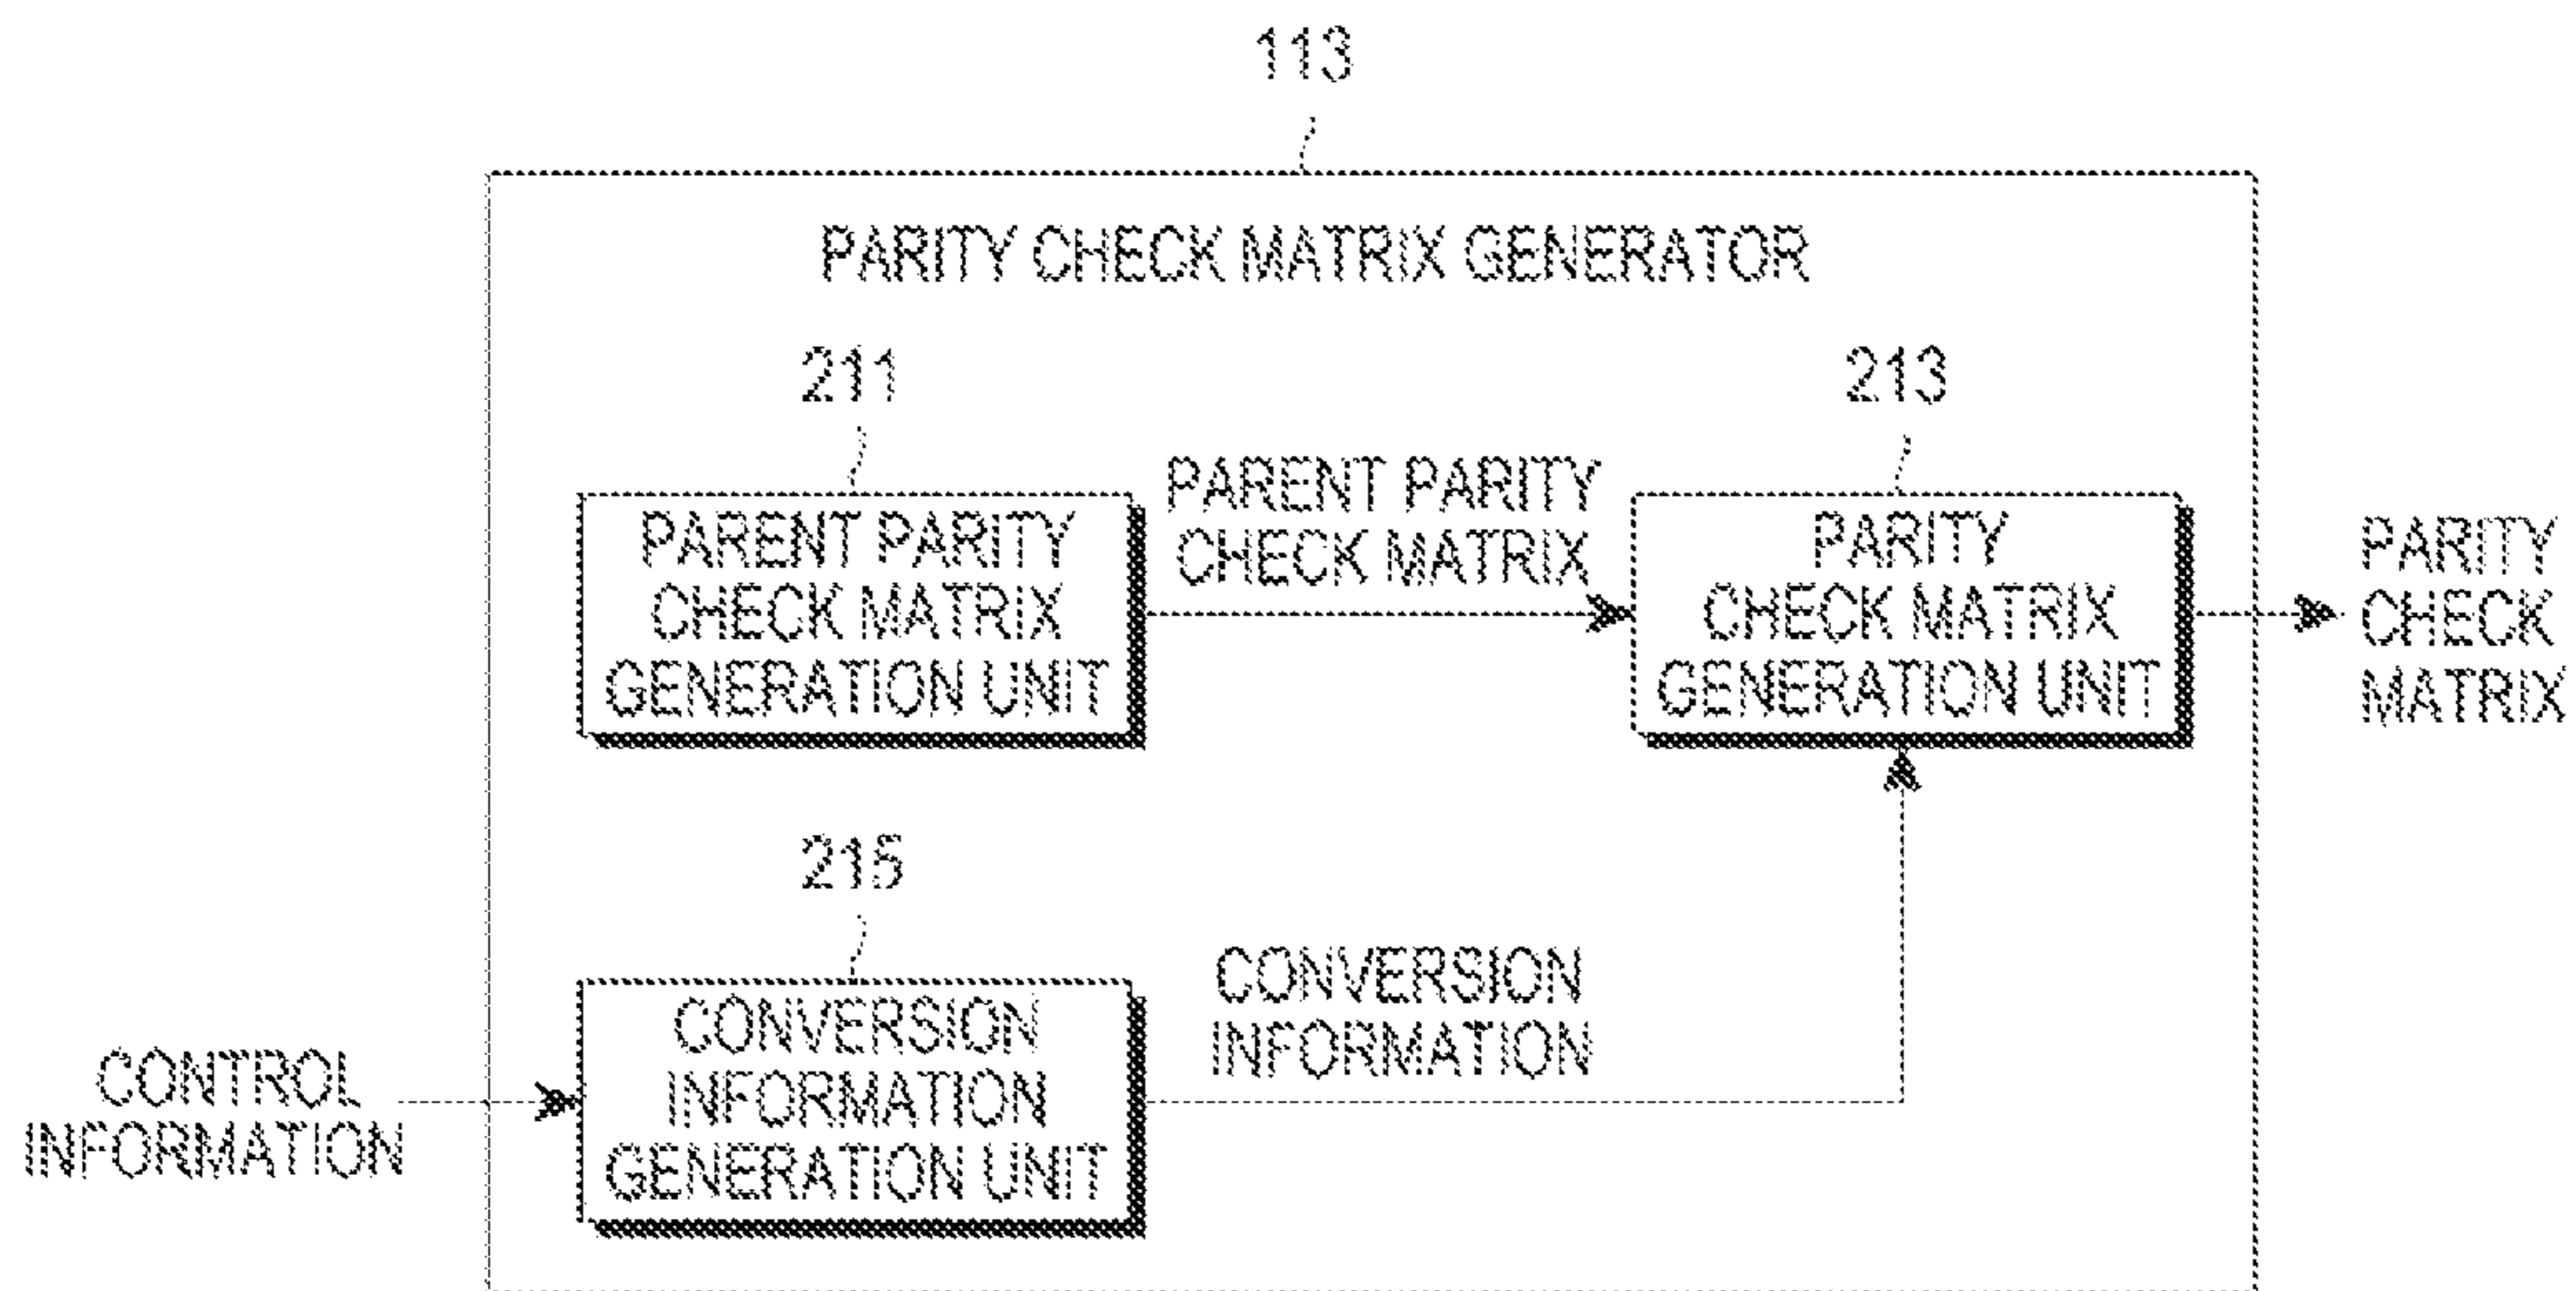 113
PARITY CHECK MATRIX GENERATOR
211
213
PARENT PARITY
CHECK MATRIX
GENERATION UNIT
PARENT PARITY
CHECK MATRIX
PARITY
CHECK MATRIX
GENERATION UNIT
PARITY
CHECK
MATRIX
215
CONTROL
INFORMATION
CONVERSION
INFORMATION
GENERATION UNIT
CONVERSION
INFORMATION